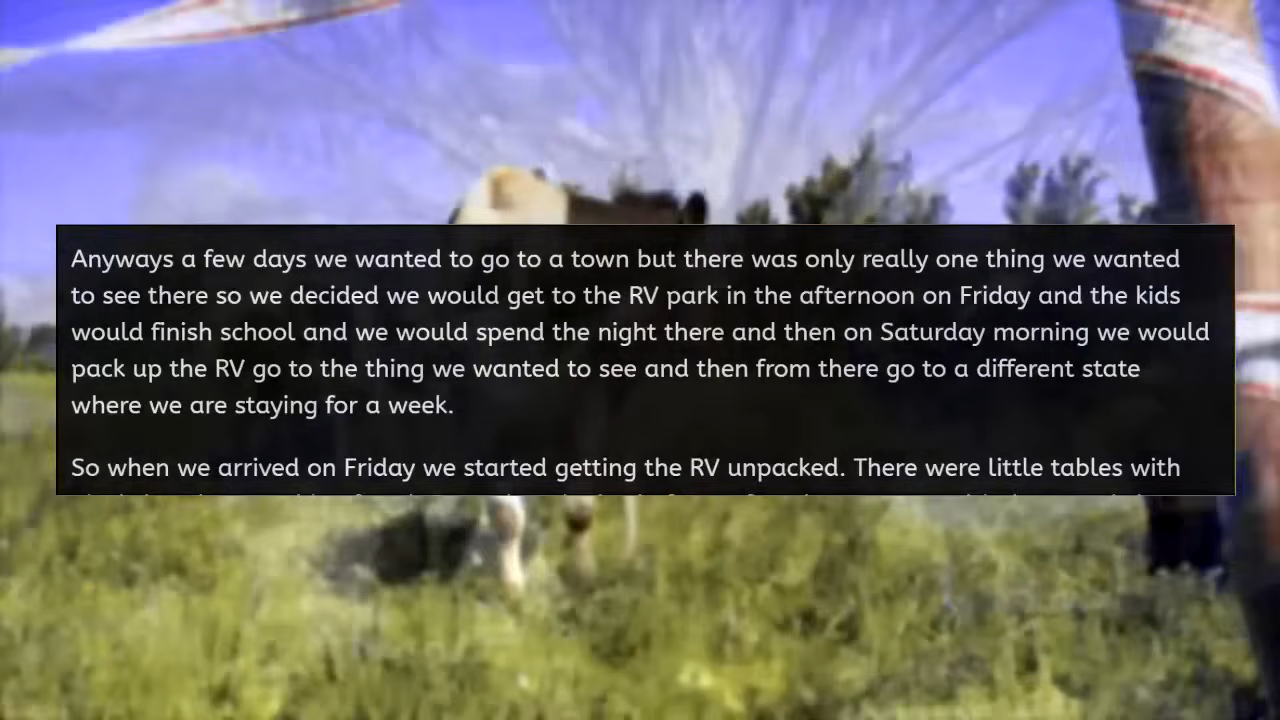 Anyways a few days we wanted to go to a town but there was only really one thing we wanted
to see there so we decided we would get to the RV park in the afternoon on Friday and the kids
would finish school and we would spend the night there and then on Saturday morning we would
pack up the RV go to the thing we wanted to see and then from there go to a different state
where we are staying for a week.
So when we arrived on Friday we started getting the RV unpacked. There were little tables with